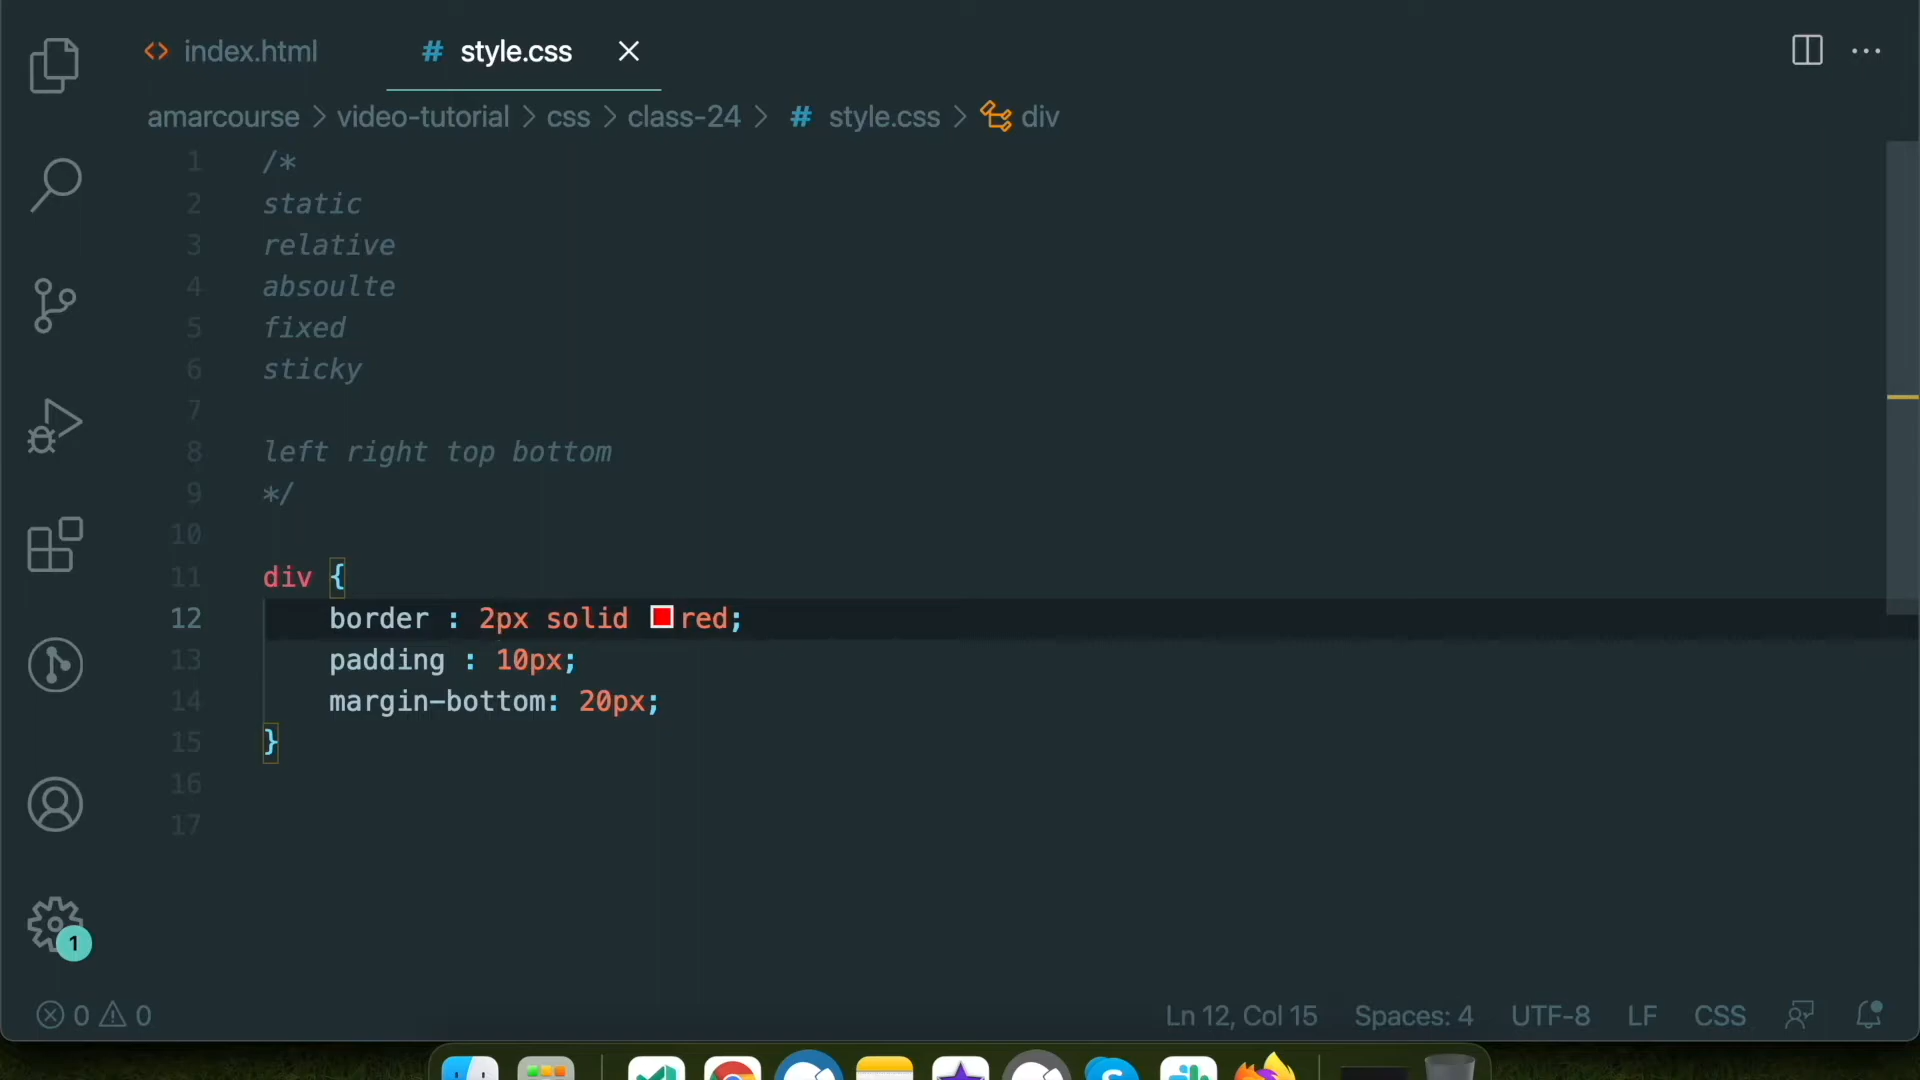 index.html
style.css
amarcourse > video-tutorial > css > class-24 > # style.css > div
1 /*
2 static
3 relative
4 absoulte
5 fixed
6 sticky
7
8 left right top bottom
9 */
10
11 div {
12 border : 2px solid red;
13 padding : 10px;
14 margin-bottom: 20px;
15 }
16
17
1
0 0 Ln 12, Col 15 Spaces: 4 UTF-8 LF CSS